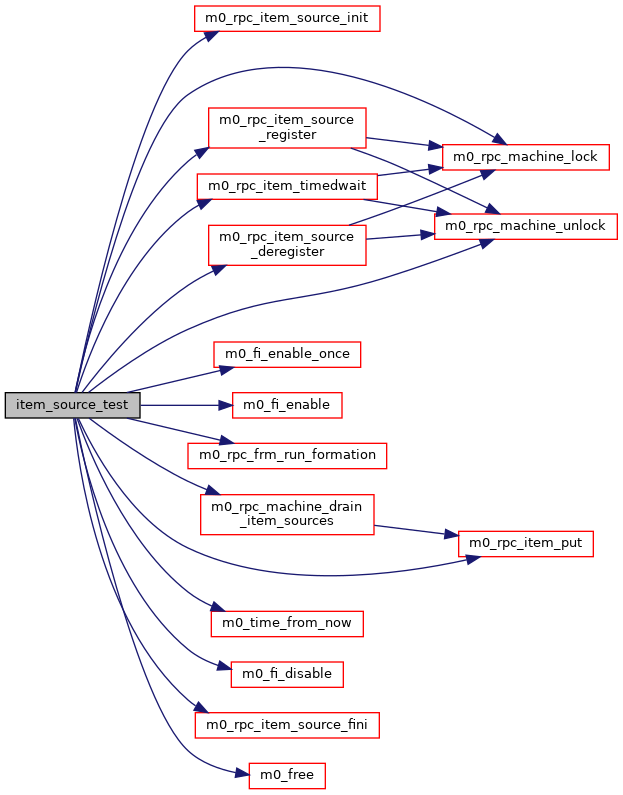 m0_rpc_item_source_init
m0_rpc_item_source
_register
m0_rpc_machine_lock
m0_rpc_item_timedwait
m0_rpc_machine_unlock
m0_rpc_item_source
_deregister
m0_fi_enable_once
item_source_test
m0_fi_enable
m0_rpc_frm_run_formation
m0_rpc_machine_drain
_item_sources
m0_rpc_item_put
m0_time_from_now
m0_fi_disable
m0_rpc_item_source_fini
m0_free